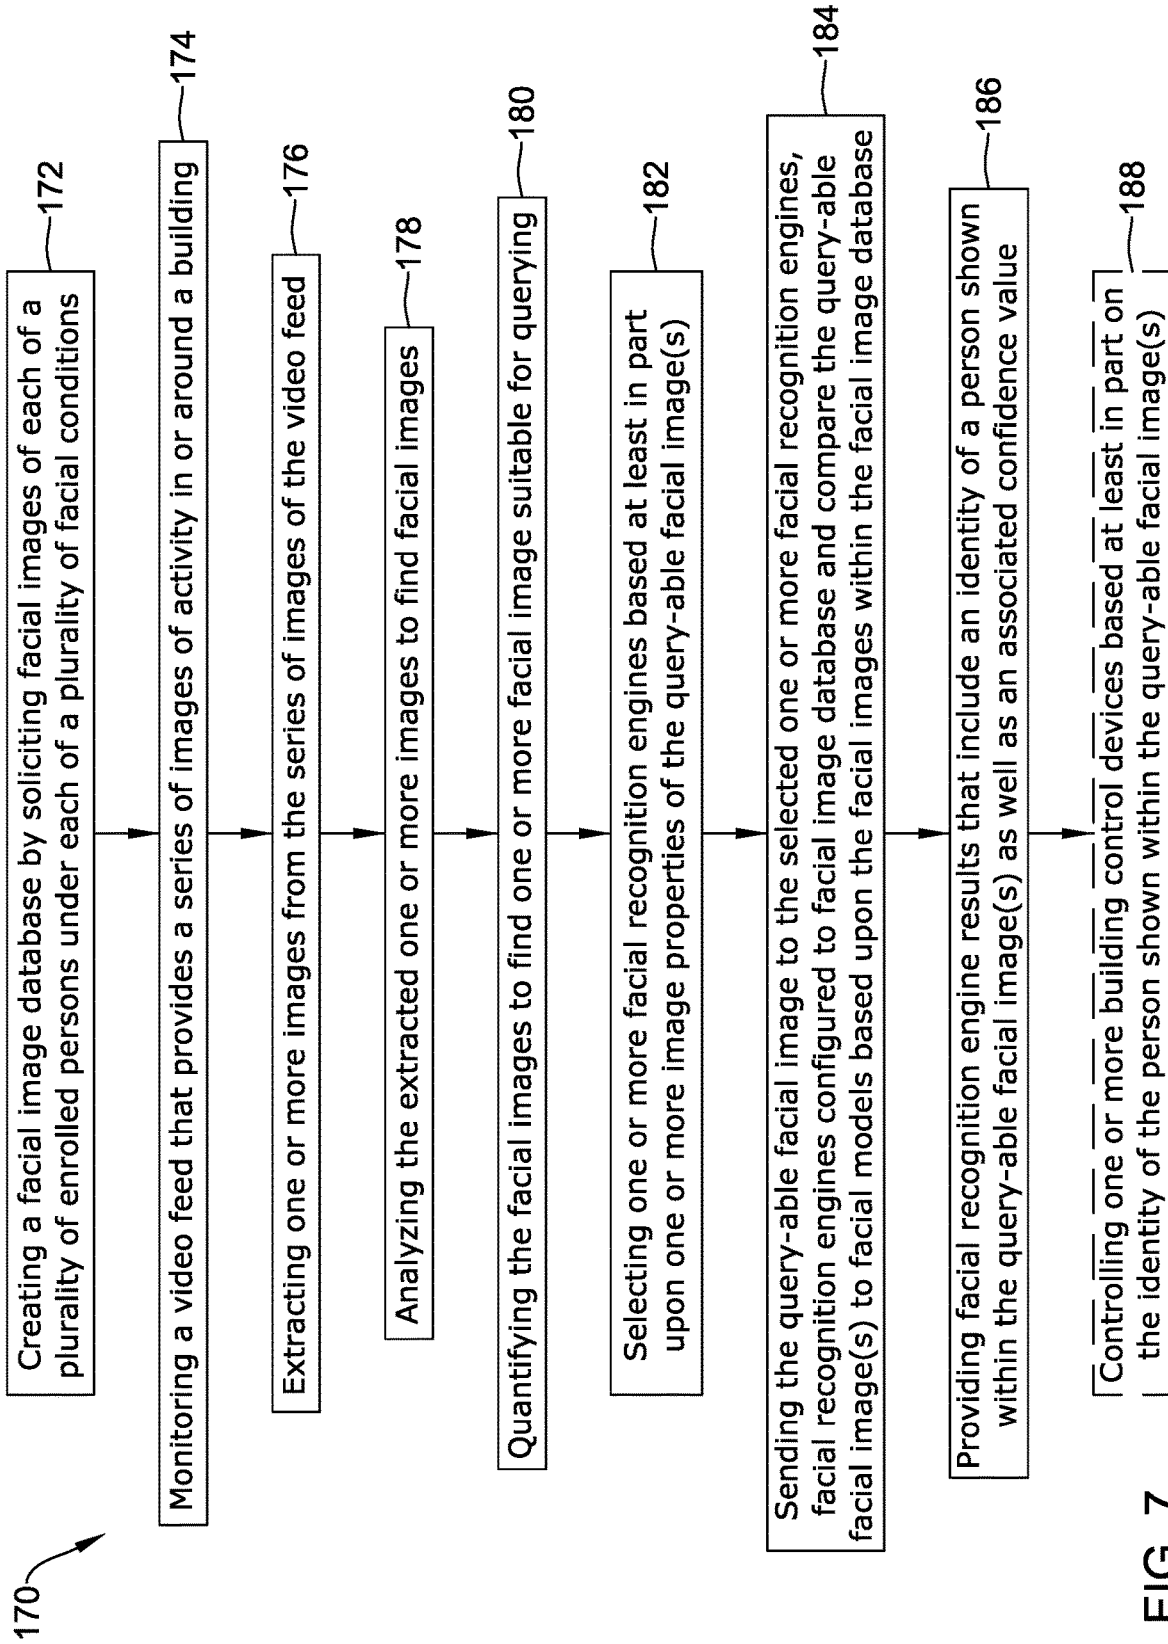 170
172
Creating a facial image database by soliciting facial images of each of a
plurality of enrolled persons under each of a plurality of facial conditions
174
Monitoring a video feed that provides a series of images of activity in or around a building
176
Extracting one or more images from the series of images of the video feed
178
Analyzing the extracted one or more images to find facial images
180
Quantifying the facial images to find one or more facial image suitable for querying
182
Selecting one or more facial recognition engines based at least in part
upon one or more image properties of the query-able facial image(s)
184
Sending the query-able facial image to the selected one or more facial recognition engines,
facial recognition engines configured to facial image database and compare the query-able
facial image(s) to facial models based upon the facial images within the facial image database
186
Providing facial recognition engine results that include an identity of a person shown
within the query-able facial image(s) as well as an associated confidence value
188
Controlling one or more building control devices based at least in part on
the identity of the person shown within the query-able facial image(s)
FIG. 7